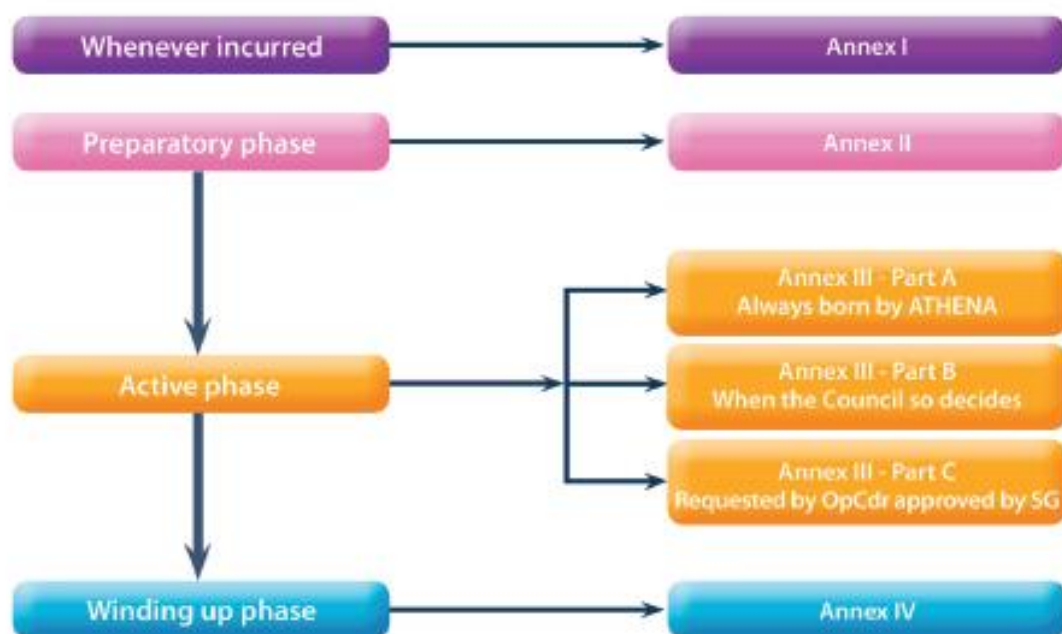 Whenever incurred
Annex I
Preparatory phase
Annex II
Annex III - Part A
Always born by ATHENA
Active phase
Annex III - Part B
When the Council so decides
Annex III - Part C
Requested by OpCdr approved by SG
Winding up phase
Annex IV